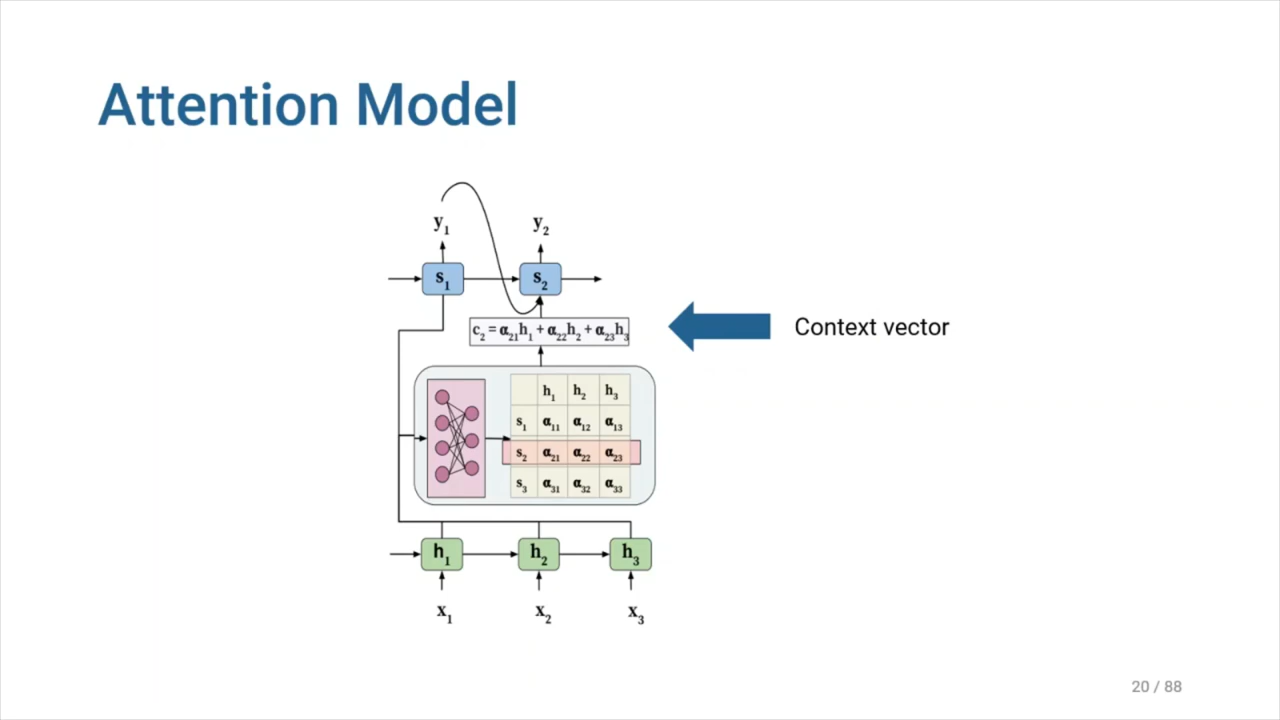 Attention Model
y₁ y₂
s₁ s₂
c₂ = α₂₁h₁ + α₂₂h₂ + α₂₃h₃
Context vector
h₁ h₂ h₃
s₁ α₁₁ α₁₂ α₁₃
s₂ α₂₁ α₂₂ α₂₃
s₃ α₃₁ α₃₂ α₃₃
h₁ h₂ h₃
x₁ x₂ x₃
20 / 88